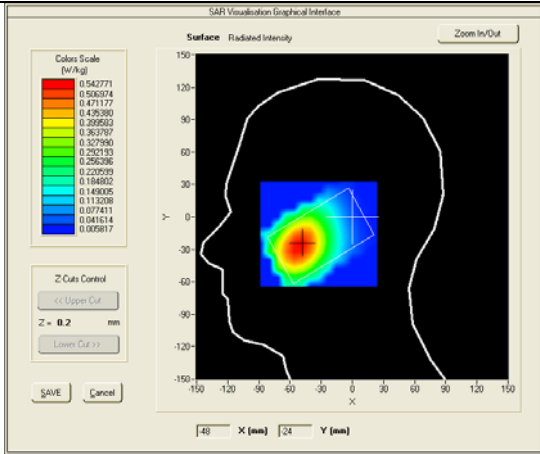 SAR Visualisation Graphical Interface
Surface Radiated Intensity
Zoom In/Out
Colors Scale
(W/kg)
0.542771
0.506974
0.471177
0.435380
0.399583
0.363787
0.327990
0.292193
0.256396
0.220599
0.184802
0.149005
0.113208
0.077411
0.041614
0.005817
150-
120-
90-
60-
30-
0-
-30-
-60-
-90-
-120-
-150-
Y
-150 -120 -90 -60 -30 0 30 60 90 120 150
X
Z Cuts Control
<< Upper Cut
Z = 0.2 mm
Lower Cut >>
SAVE Cancel
-48 X (mm) -24 Y (mm)